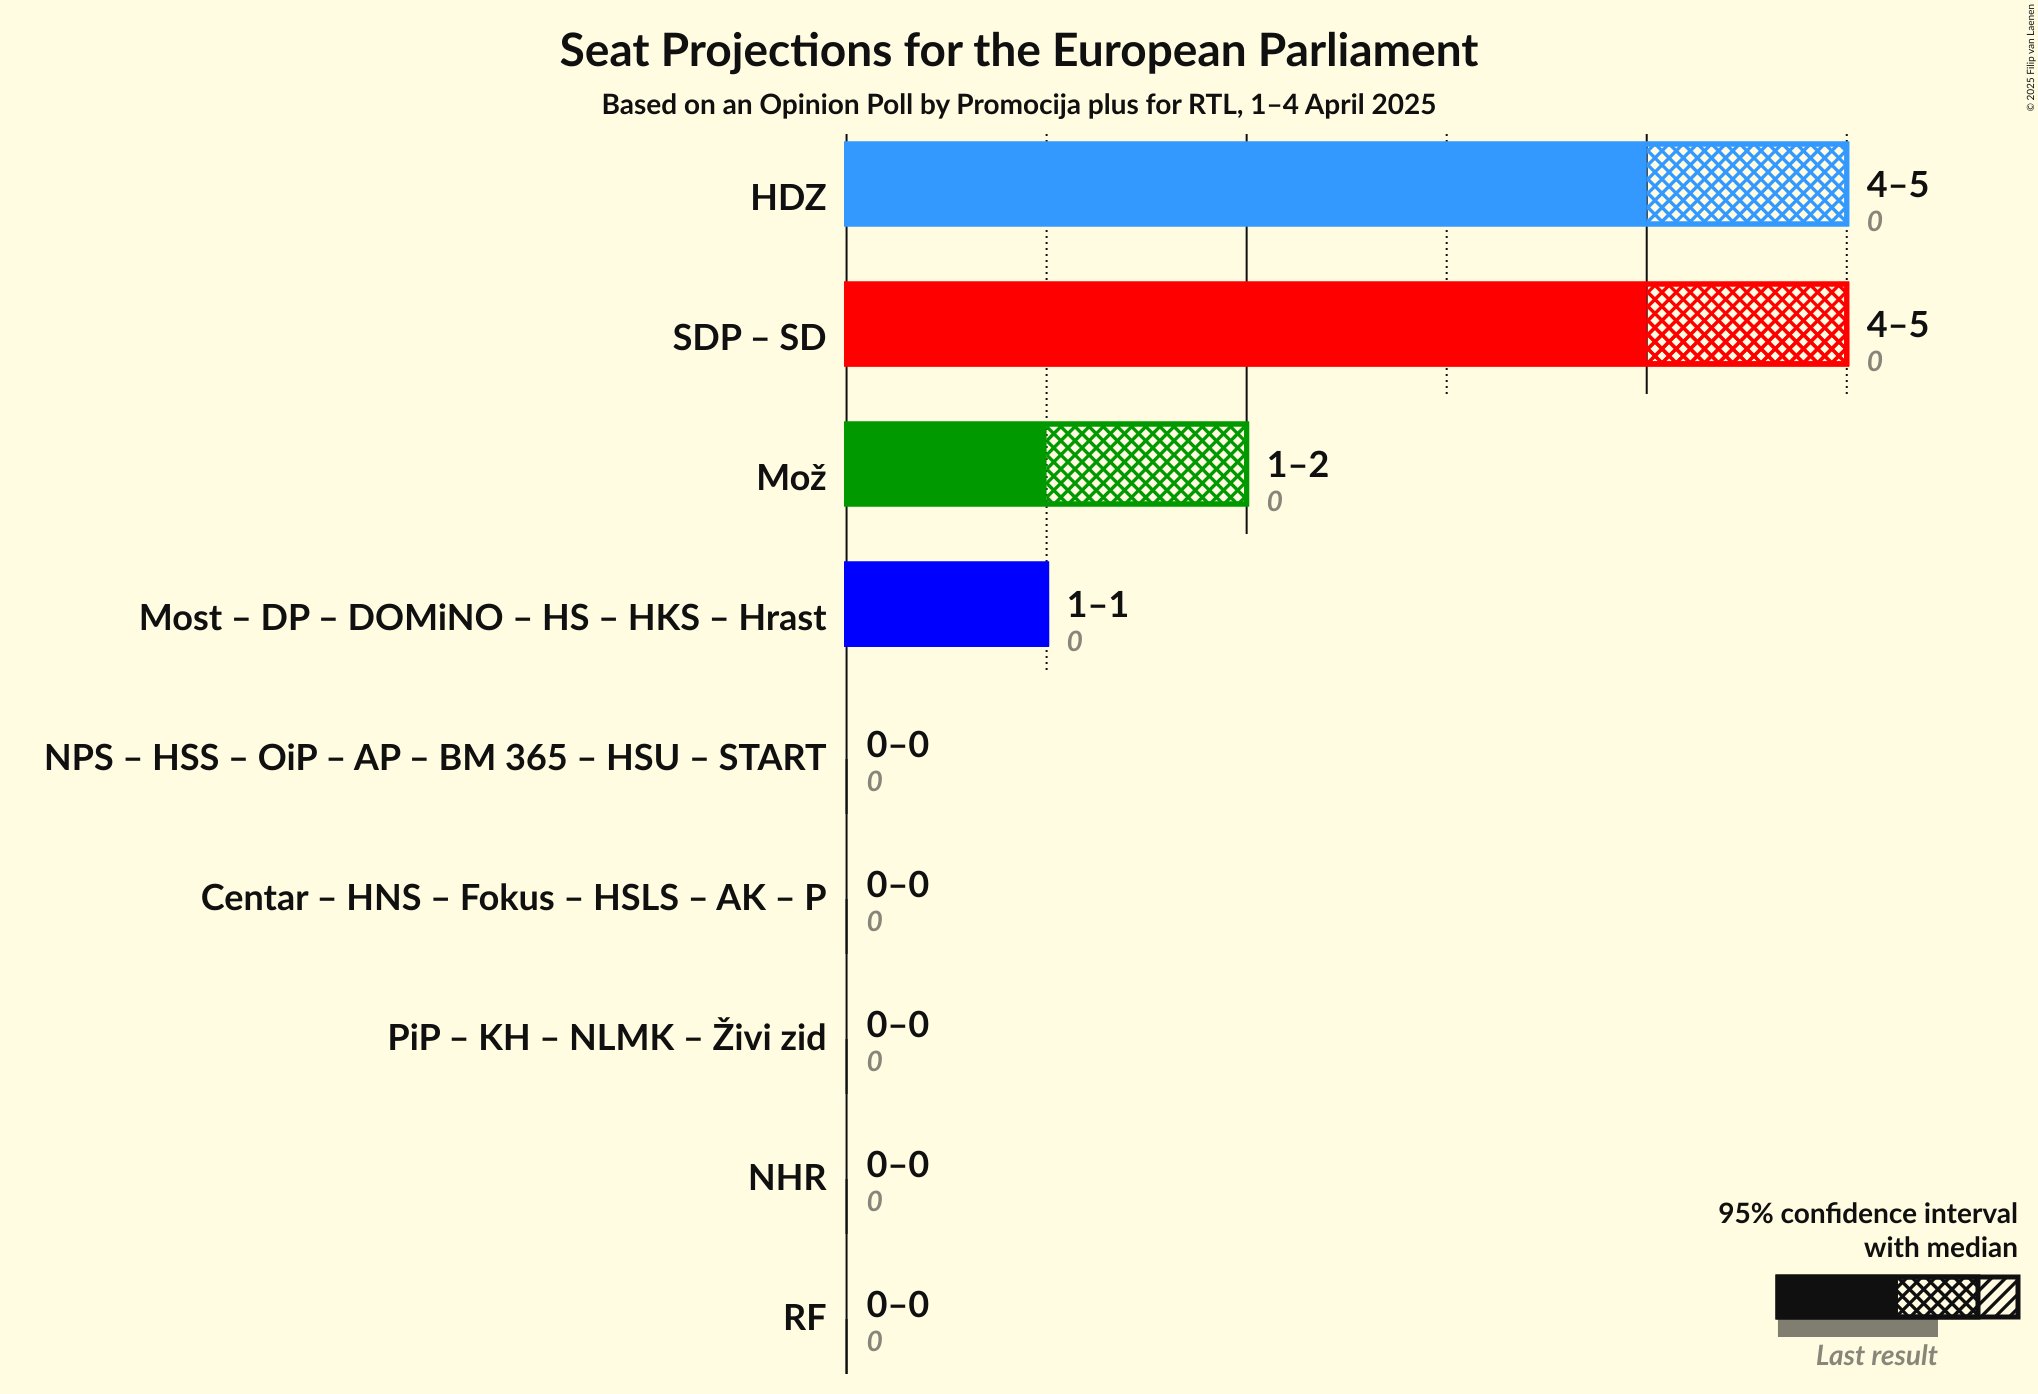 Seat Projections for the European Parliament
Based on an Opinion Poll by Promocija plus for RTL, 1–4 April 2025
© 2025 Filip van Laenen
HDZ
4–5
0
SDP – SD
4–5
0
Mož
1–2
0
Most – DP – DOMiNO – HS – HKS – Hrast
1–1
0
NPS – HSS – OiP – AP – BM 365 – HSU – START
0–0
0
Centar – HNS – Fokus – HSLS – AK – P
0–0
0
PiP – KH – NLMK – Živi zid
0–0
0
NHR
0–0
0
RF
0–0
0
95% confidence interval
with median
Last result